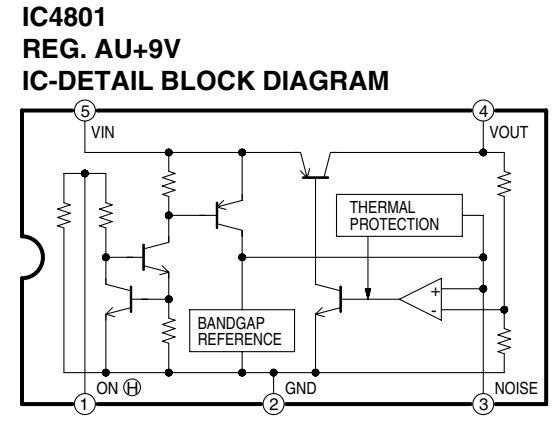 IC4801
REG. AU+9V
IC-DETAIL BLOCK DIAGRAM
5
4
VIN
VOUT
THERMAL
PROTECTION
+
-
BANDGAP
REFERENCE
ON Ⓗ
GND
NOISE
1
2
3